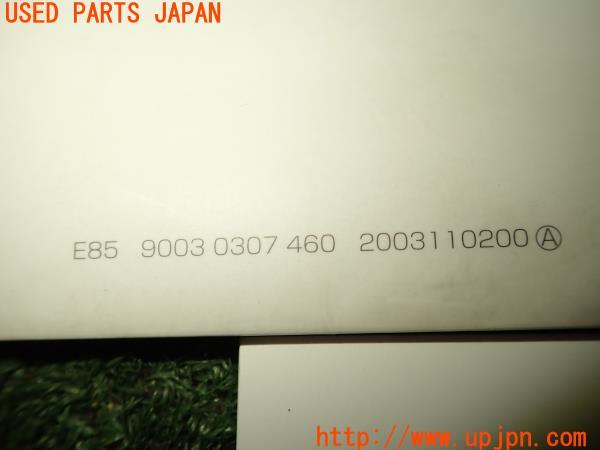 USED PARTS JAPAN
E85 9003 0307 460 2003110200 Ⓐ
http://www.upjpn.com